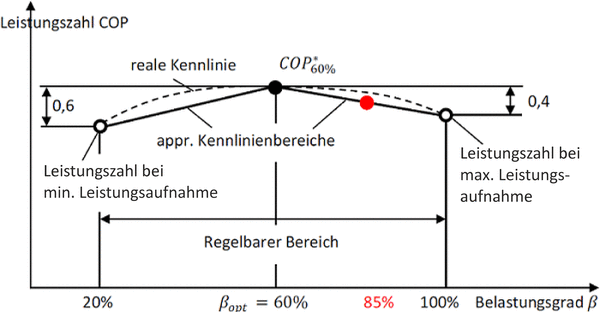 Leistungszahl COP
reale Kennlinie
COP*60%
0,6
0,4
appr. Kennlinienbereiche
Leistungszahl bei
min. Leistungsaufnahme
Leistungszahl bei
max. Leistungs-
aufnahme
Regelbarer Bereich
20%
βopt = 60%
85%
100%
Belastungsgrad β